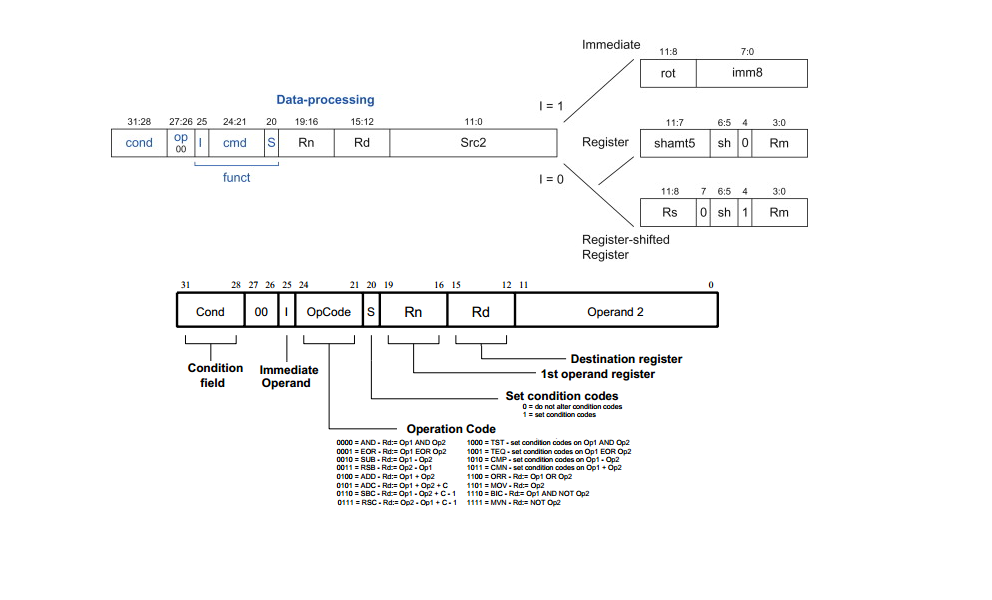 Immediate
11:8 7:0
rot imm8
Data-processing
I = 1
31:28 27:26 25 24:21 20 19:16 15:12 11:0
cond op 00 I cmd S Rn Rd Src2
funct
Register
11:7 6:5 4 3:0
shamt5 sh 0 Rm
I = 0
11:8 7 6:5 4 3:0
Rs 0 sh 1 Rm
Register-shifted
Register
31 28 27 26 25 24 21 20 19 16 15 12 11 0
Cond 00 I OpCode S Rn Rd Operand 2
Condition
field
Immediate
Operand
Destination register
1st operand register
Set condition codes
0 = do not alter condition codes
1 = set condition codes
Operation Code
0000 = AND - Rd:= Op1 AND Op2
0001 = EOR - Rd:= Op1 EOR Op2
0010 = SUB - Rd:= Op1 - Op2
0011 = RSB - Rd:= Op2 - Op1
0100 = ADD - Rd:= Op1 + Op2
0101 = ADC - Rd:= Op1 + Op2 + C
0110 = SBC - Rd:= Op1 - Op2 + C - 1
0111 = RSC - Rd:= Op2 - Op1 + C - 1
1000 = TST - set condition codes on Op1 AND Op2
1001 = TEQ - set condition codes on Op1 EOR Op2
1010 = CMP - set condition codes on Op1 - Op2
1011 = CMN - set condition codes on Op1 + Op2
1100 = ORR - Rd:= Op1 OR Op2
1101 = MOV - Rd:= Op2
1110 = BIC - Rd:= Op1 AND NOT Op2
1111 = MVN - Rd:= NOT Op2